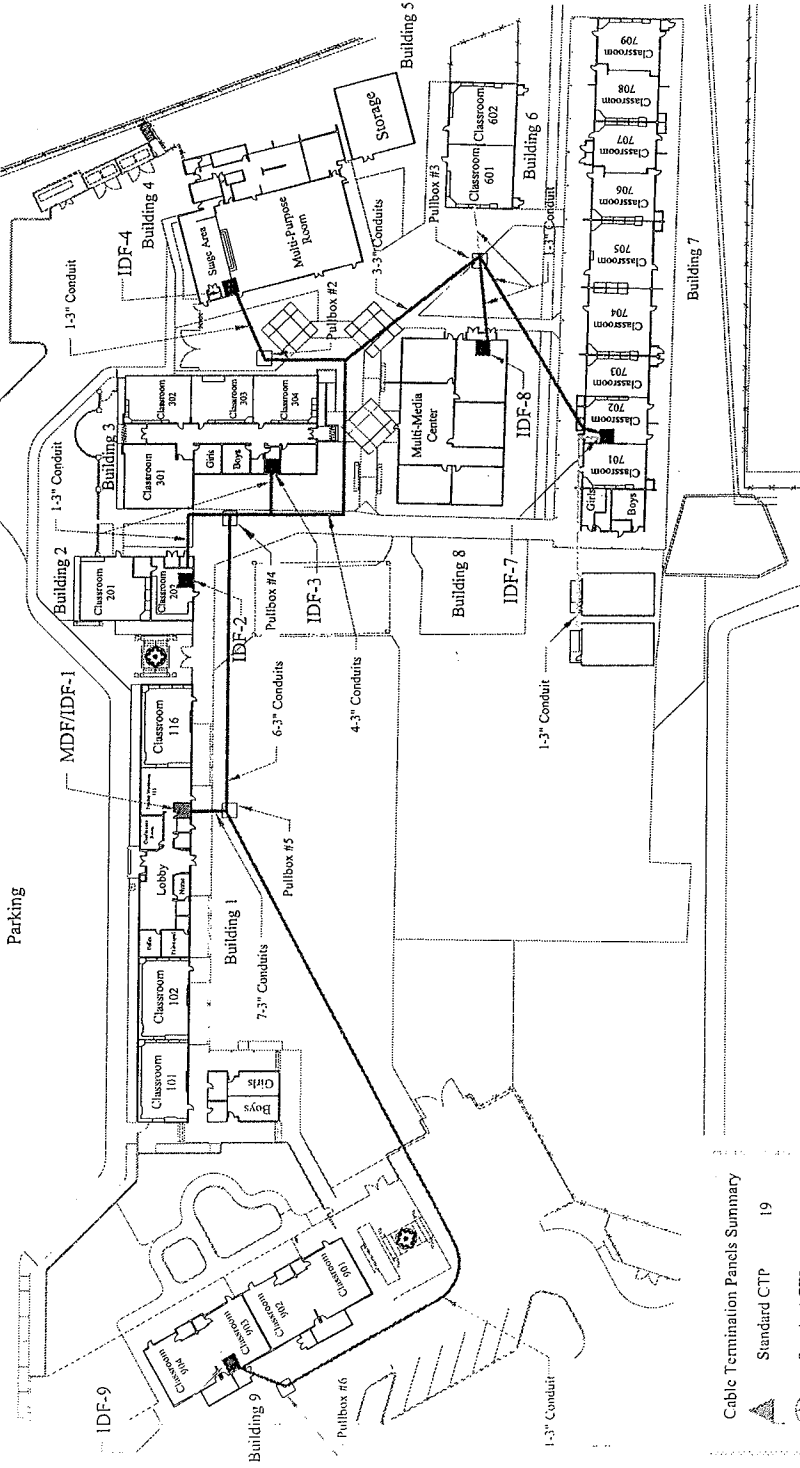 Parking
Building 5
Storage
Building 4
IDF-4
Stage Area
Multi-Purpose
Room
1-3" Conduit
Pullbox #2
3-3" Conduits
Pullbox #3
Classroom
601
Classroom
602
Building 6
1-3" Conduit
Classroom
709
Classroom
708
Classroom
707
Classroom
706
Classroom
705
Classroom
704
Classroom
703
Classroom
702
Classroom
701
Girls
Boys
Building 7
IDF-7
IDF-8
Multi-Media
Center
Building 8
1-3" Conduit
Building 3
Classroom
301
Classroom
302
Classroom
303
Classroom
304
Girls
Boys
IDF-3
1-3" Conduit
Building 2
Classroom
201
Classroom
202
IDF-2
Pullbox #4
4-3" Conduits
6-3" Conduits
MDF/IDF-1
Classroom
116
Lobby
Nurse
Building 1
Pullbox #5
7-3" Conduits
Classroom
102
Classroom
101
Boys
Girls
IDF-9
Classroom
904
Classroom
903
Classroom
902
Classroom
901
Building 9
Pullbox #6
1-3" Conduit
Cable Termination Panels Summary
Standard CTP 19